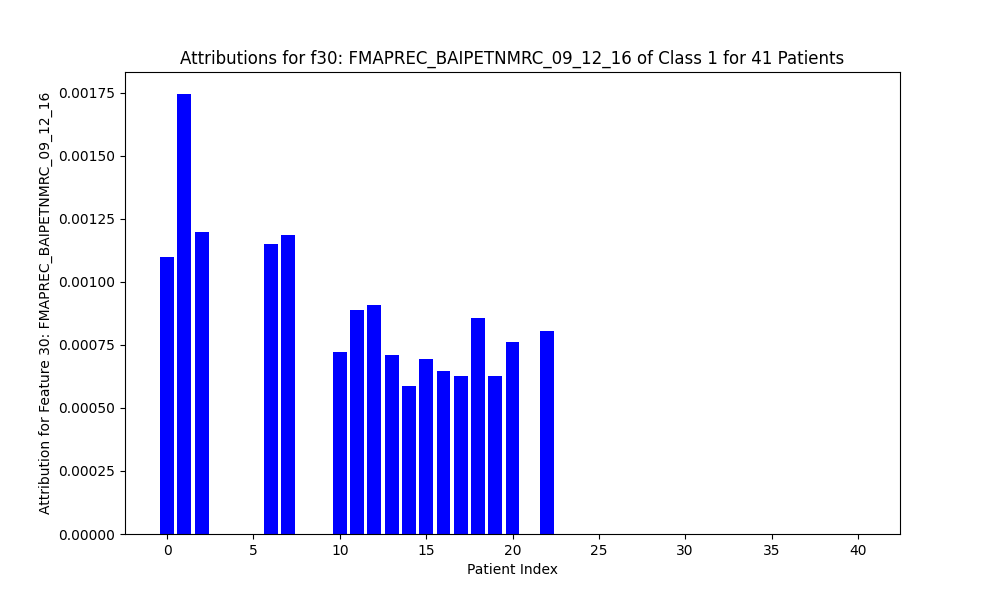 Attributions for f30: FMAPREC_BAIPETNMRC_09_12_16 of Class 1 for 41 Patients
Attribution for Feature 30: FMAPREC_BAIPETNMRC_09_12_16
0.00175
0.00150
0.00125
0.00100
0.00075
0.00050
0.00025
0.00000
0 5 10 15 20 25 30 35 40
Patient Index